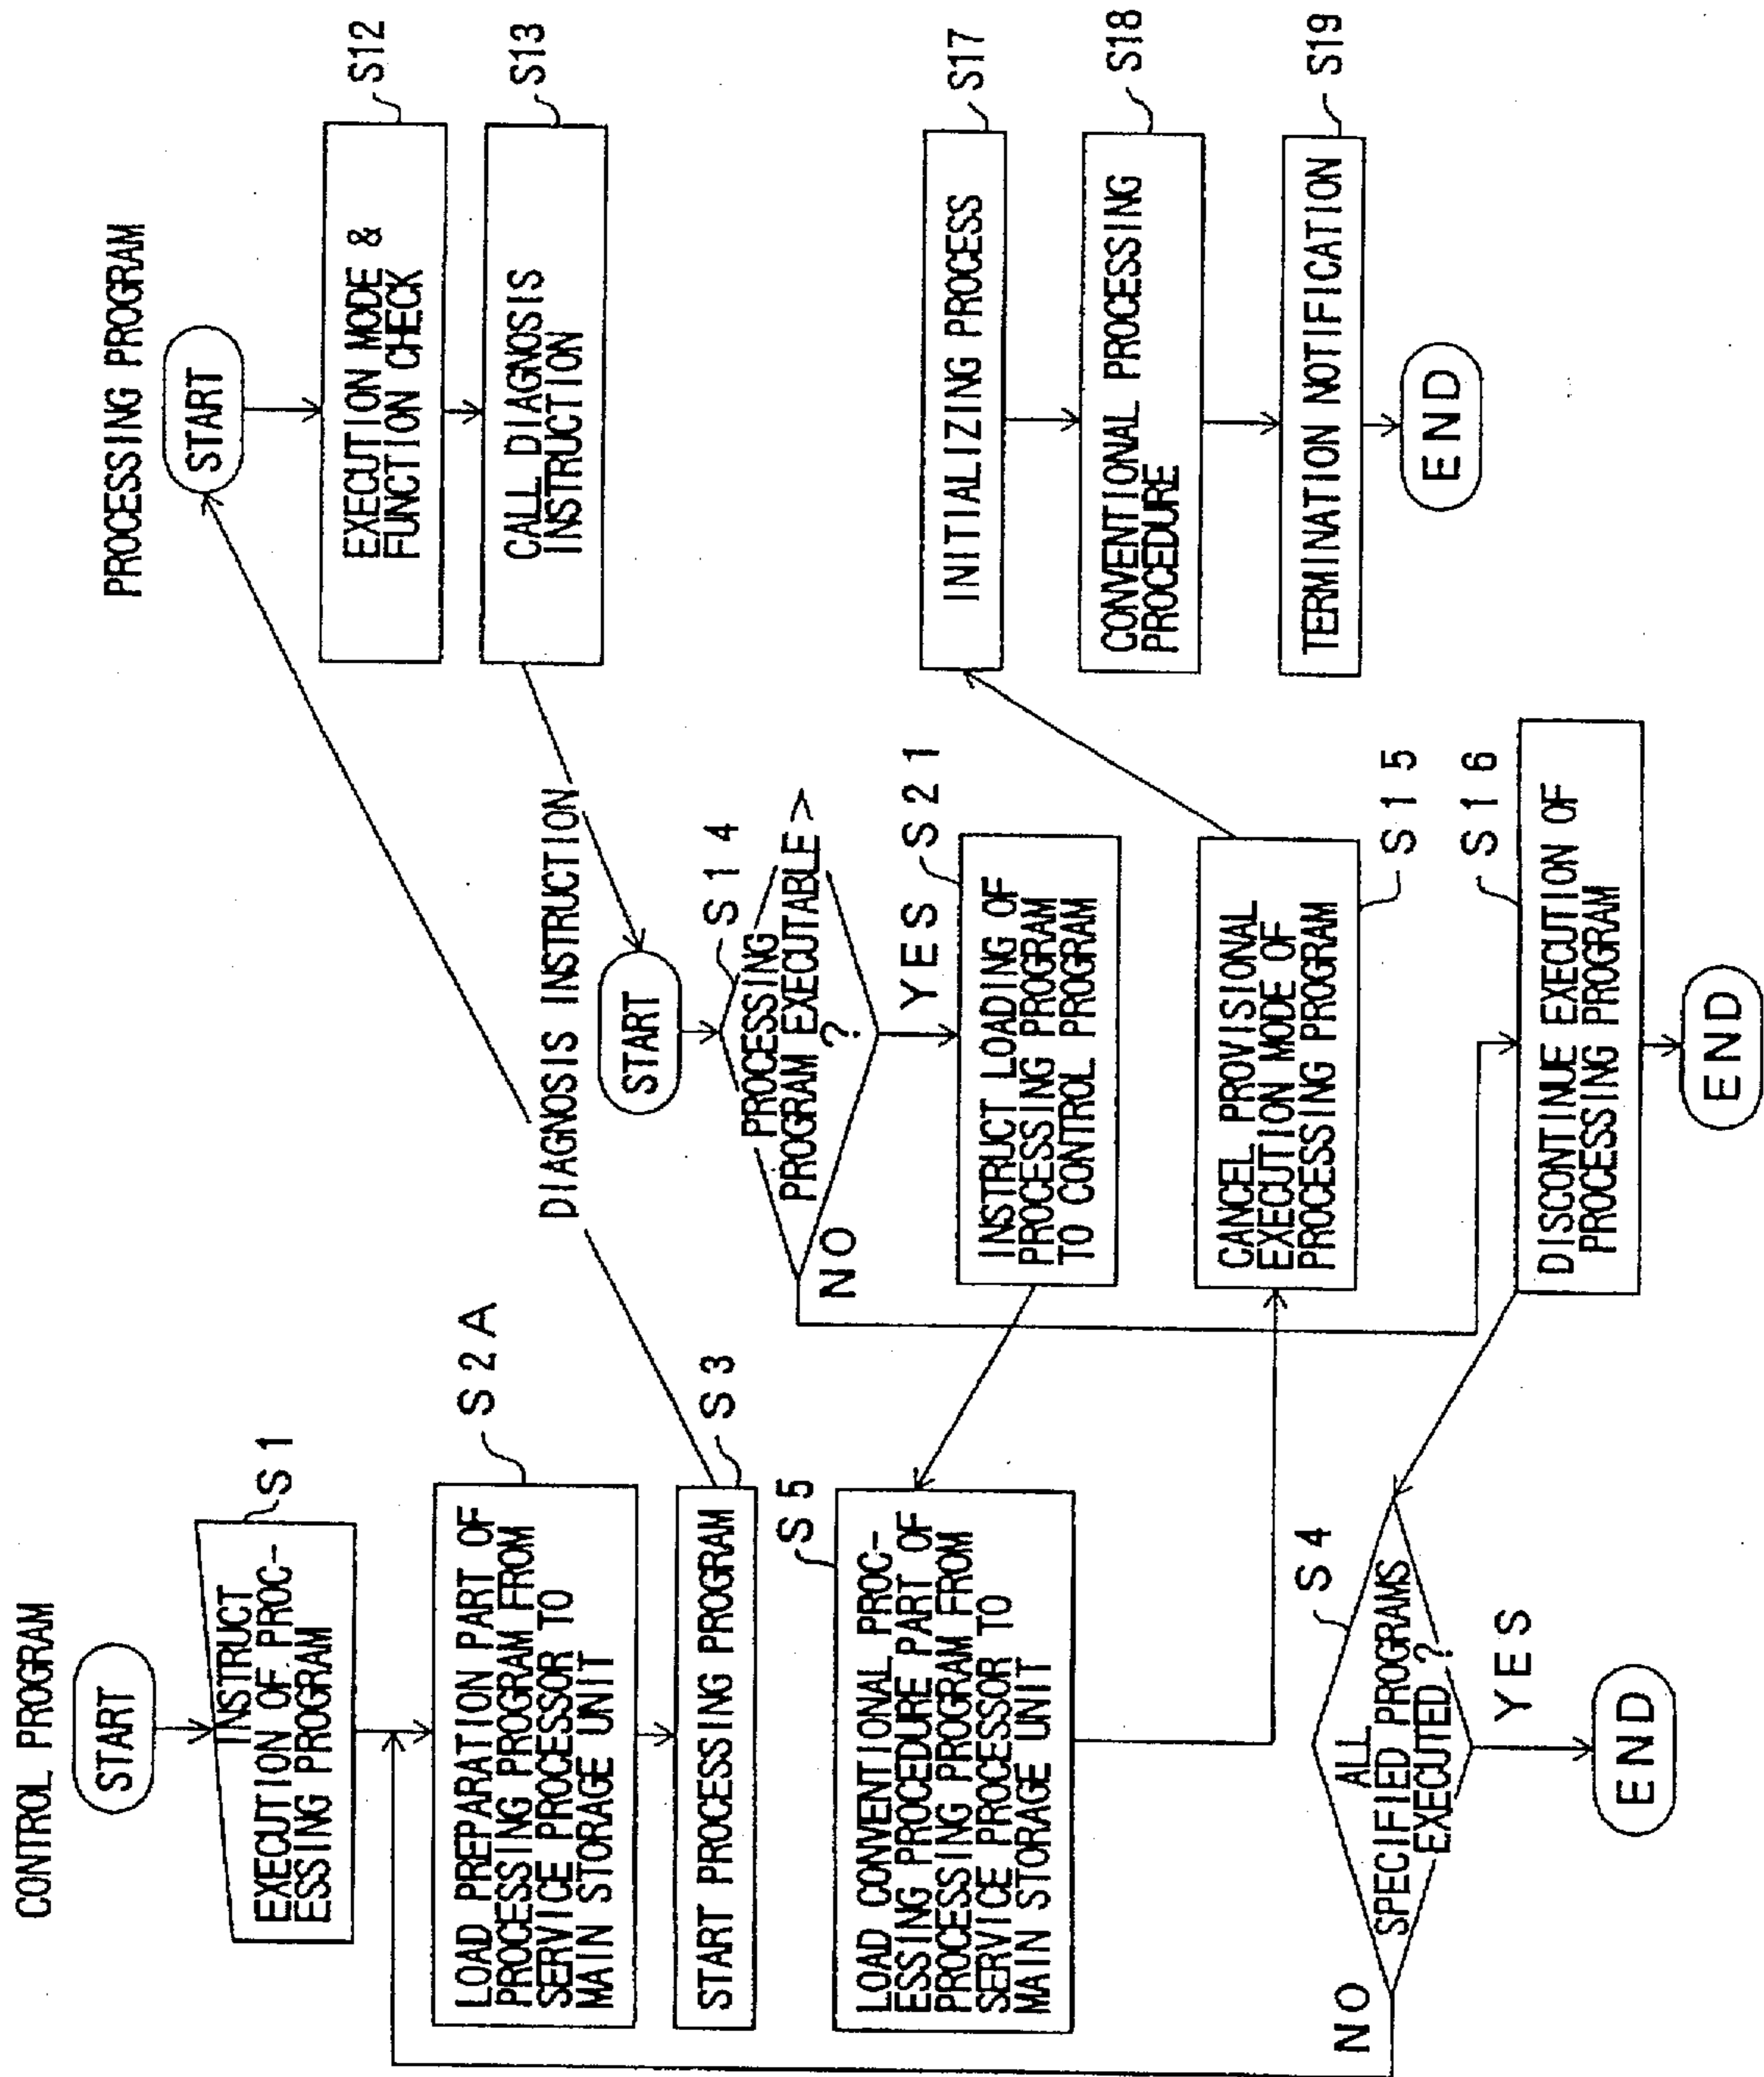 CONTROL PROGRAM
START
INSTRUCT
EXECUTION OF PROC-
ESSING PROGRAM
S1
LOAD PREPARATION PART OF
PROCESSING PROGRAM FROM
SERVICE PROCESSOR TO
MAIN STORAGE UNIT
S2A
START PROCESSING PROGRAM
S3
LOAD CONVENTIONAL PROC-
ESSING PROCEDURE PART OF
PROCESSING PROGRAM FROM
SERVICE PROCESSOR TO
MAIN STORAGE UNIT
S5
ALL
SPECIFIED PROGRAMS
EXECUTED ?
S4
NO
YES
END
DIAGNOSIS INSTRUCTION
START
PROCESSING
PROGRAM EXECUTABLE
?
S14
NO
YES
INSTRUCT LOADING OF
PROCESSING PROGRAM
TO CONTROL PROGRAM
S21
CANCEL PROVISIONAL
EXECUTION MODE OF
PROCESSING PROGRAM
S15
DISCONTINUE EXECUTION OF
PROCESSING PROGRAM
S16
END
PROCESSING PROGRAM
START
EXECUTION MODE &
FUNCTION CHECK
S12
CALL DIAGNOSIS
INSTRUCTION
S13
INITIALIZING PROCESS
S17
CONVENTIONAL PROCESSING
PROCEDURE
S18
TERMINATION NOTIFICATION
S19
END